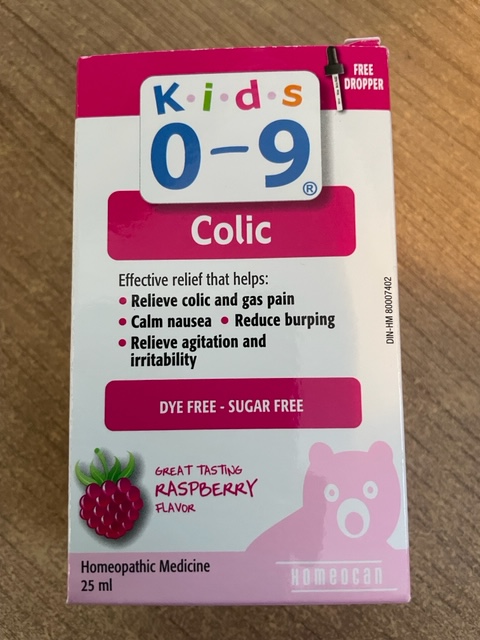 FREE
DROPPER
K•i•d•s
0-9®
Colic
Effective relief that helps:
• Relieve colic and gas pain
• Calm nausea • Reduce burping
• Relieve agitation and
irritability
DIN-HM 80007402
DYE FREE - SUGAR FREE
GREAT TASTING
RASPBERRY
FLAVOR
Homeopathic Medicine
25 ml
HOMEOCAN